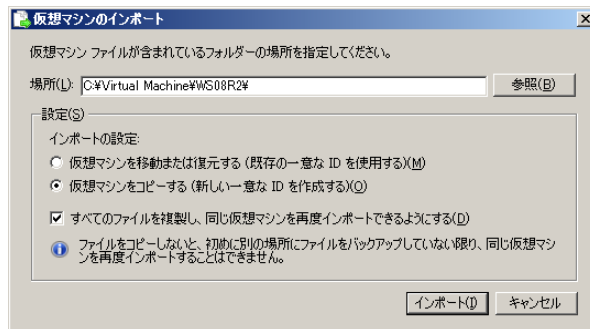 仮想マシンのインポート
仮想マシン ファイルが含まれているフォルダーの場所を指定してください。
場所(L): C:¥Virtual Machine¥WS08R2¥ 参照(B)
設定(S)
インポートの設定:
仮想マシンを移動または復元する (既存の一意な ID を使用する)(M)
仮想マシンをコピーする (新しい一意な ID を作成する)(O)
すべてのファイルを複製し、同じ仮想マシンを再度インポートできるようにする(D)
ファイルをコピーしないと、初めに別の場所にファイルをバックアップしていない限り、同じ仮想マシ
ンを再度インポートすることはできません。
インポート(I) キャンセル